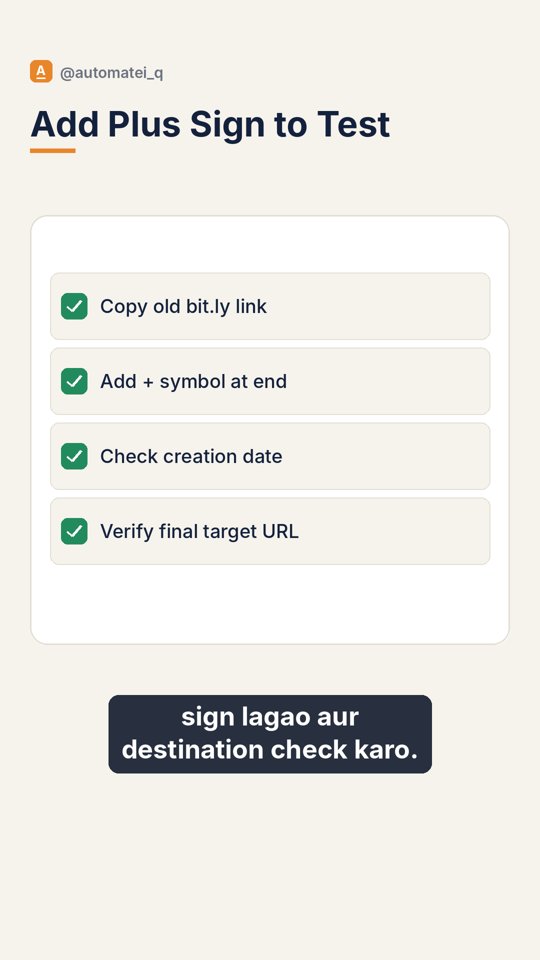 A
@automatei_q
Add Plus Sign to Test
Copy old bit.ly link
Add + symbol at end
Check creation date
Verify final target URL
sign lagao aur
destination check karo.